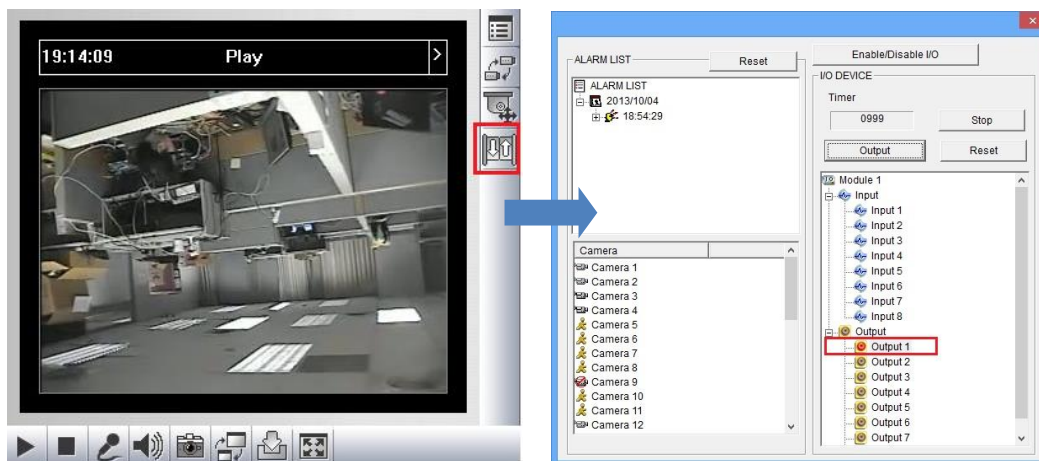 19:14:09 Play >
ALARM LIST
Reset
ALARM LIST
2013/10/04
18:54:29
Camera
Camera 1
Camera 2
Camera 3
Camera 4
Camera 5
Camera 6
Camera 7
Camera 8
Camera 9
Camera 10
Camera 11
Camera 12
Enable/Disable I/O
I/O DEVICE
Timer
0999
Stop
Output
Reset
Module 1
Input
Input 1
Input 2
Input 3
Input 4
Input 5
Input 6
Input 7
Input 8
Output
Output 1
Output 2
Output 3
Output 4
Output 5
Output 6
Output 7